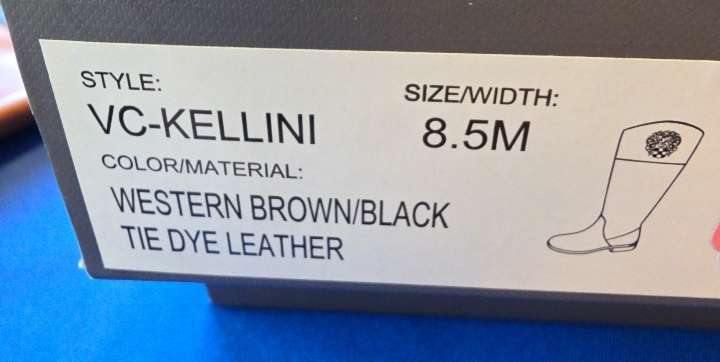 STYLE:
VC-KELLINI
SIZE/WIDTH:
8.5M
COLOR/MATERIAL:
WESTERN BROWN/BLACK
TIE DYE LEATHER